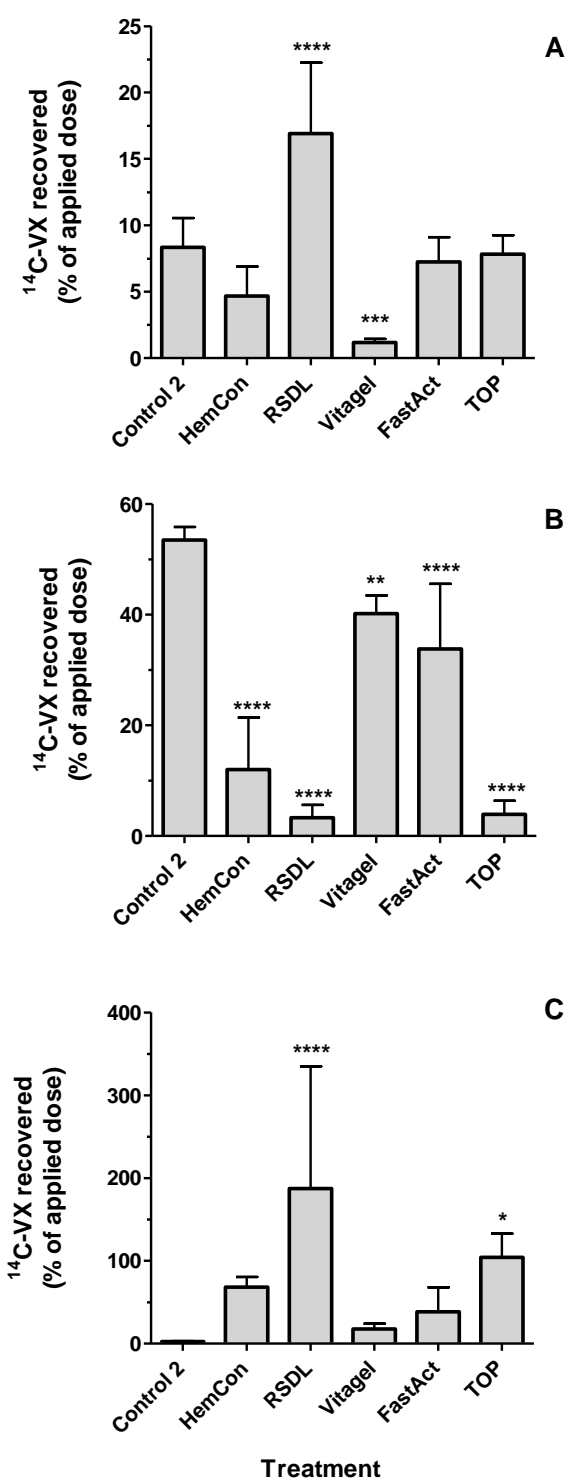 A
25
20
15
10
5
0
¹⁴C-VX recovered
(% of applied dose)
****
***
Control 2
HemCon
RSDL
Vitagel
FastAct
TOP
B
60
40
20
0
¹⁴C-VX recovered
(% of applied dose)
****
****
**
****
****
Control 2
HemCon
RSDL
Vitagel
FastAct
TOP
C
400
300
200
100
0
¹⁴C-VX recovered
(% of applied dose)
****
*
Control 2
HemCon
RSDL
Vitagel
FastAct
TOP
Treatment